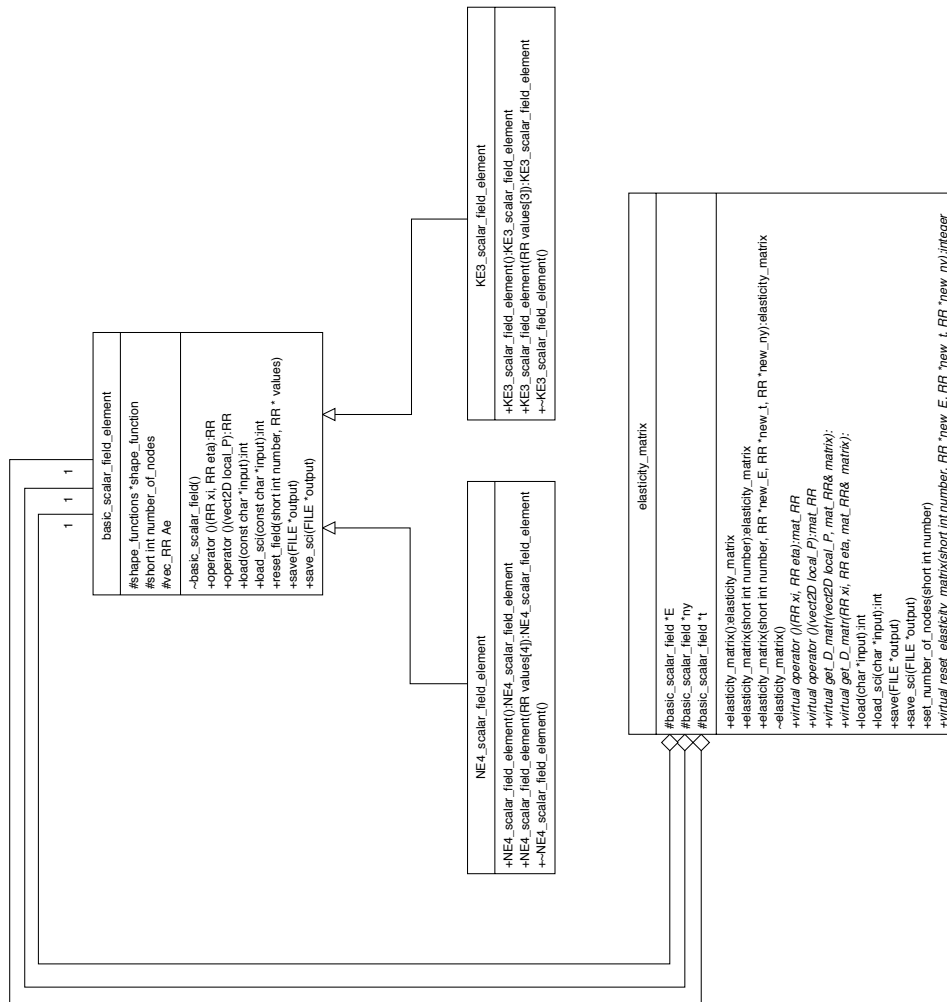 basic_scalar_field_element
#shape_functions *shape_function
#short int number_of_nodes
#vec_RR Ae
~basic_scalar_field()
+operator ()(RR xi, RR eta):RR
+operator ()(vect2D local_P):RR
+load(const char *input):int
+load_sci(const char *input):int
+reset_field(short int number, RR * values)
+save(FILE *output)
+save_sci(FILE *output)
1
1
1
NE4_scalar_field_element
+NE4_scalar_field_element():NE4_scalar_field_element
+NE4_scalar_field_element(RR values[4]):NE4_scalar_field_element
+~NE4_scalar_field_element()
KE3_scalar_field_element
+KE3_scalar_field_element():KE3_scalar_field_element
+KE3_scalar_field_element(RR values[3]):KE3_scalar_field_element
+~KE3_scalar_field_element()
elasticity_matrix
#basic_scalar_field *E
#basic_scalar_field *ny
#basic_scalar_field *t
+elasticity_matrix():elasticity_matrix
+elasticity_matrix(short int number):elasticity_matrix
+elasticity_matrix(short int number, RR *new_E, RR *new_t, RR *new_ny):elasticity_matrix
~elasticity_matrix()
+virtual operator ()(RR xi, RR eta):mat_RR
+virtual operator ()(vect2D local_P):mat_RR
+virtual get_D_matr(vect2D local_P, mat_RR& matrix):
+virtual get_D_matr(RR xi, RR eta, mat_RR& matrix):
+load(char *input):int
+load_sci(char *input):int
+save(FILE *output)
+save_sci(FILE *output)
+set_number_of_nodes(short int number)
+virtual reset_elasticity_matrix(short int number, RR *new_E, RR *new_t, RR *new_ny):integer